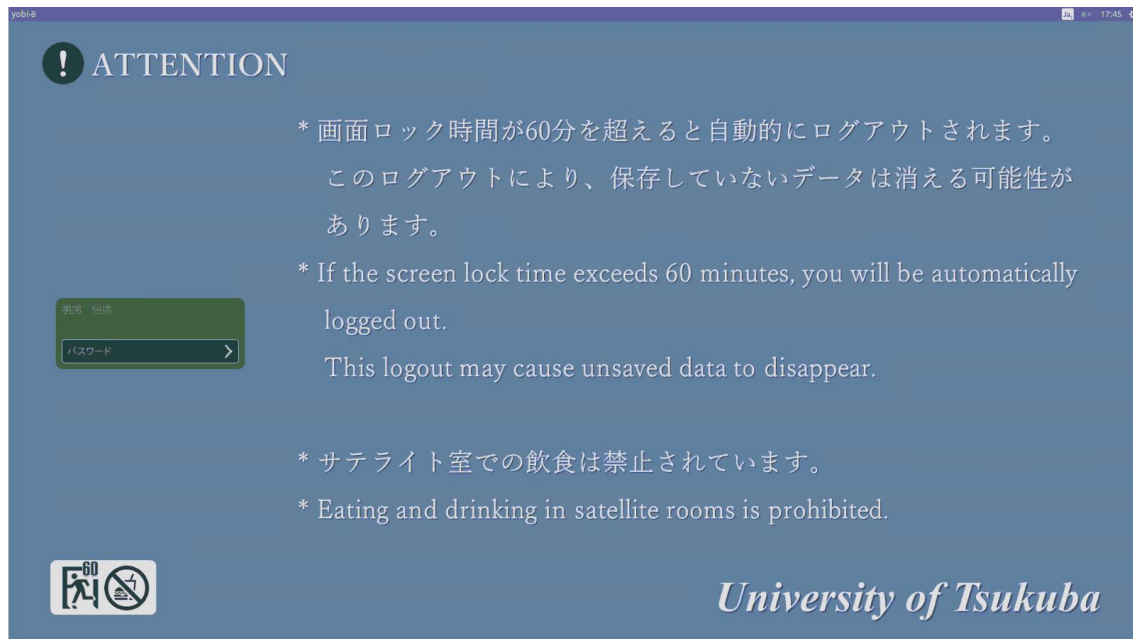 yobi-8
Ja, 17:45
! ATTENTION
* 画面ロック時間が60分を超えると自動的にログアウトされます。
このログアウトにより、保存していないデータは消える可能性が
あります。
* If the screen lock time exceeds 60 minutes, you will be automatically
logged out.
This logout may cause unsaved data to disappear.
パスワード
* サテライト室での飲食は禁止されています。
* Eating and drinking in satellite rooms is prohibited.
60
University of Tsukuba